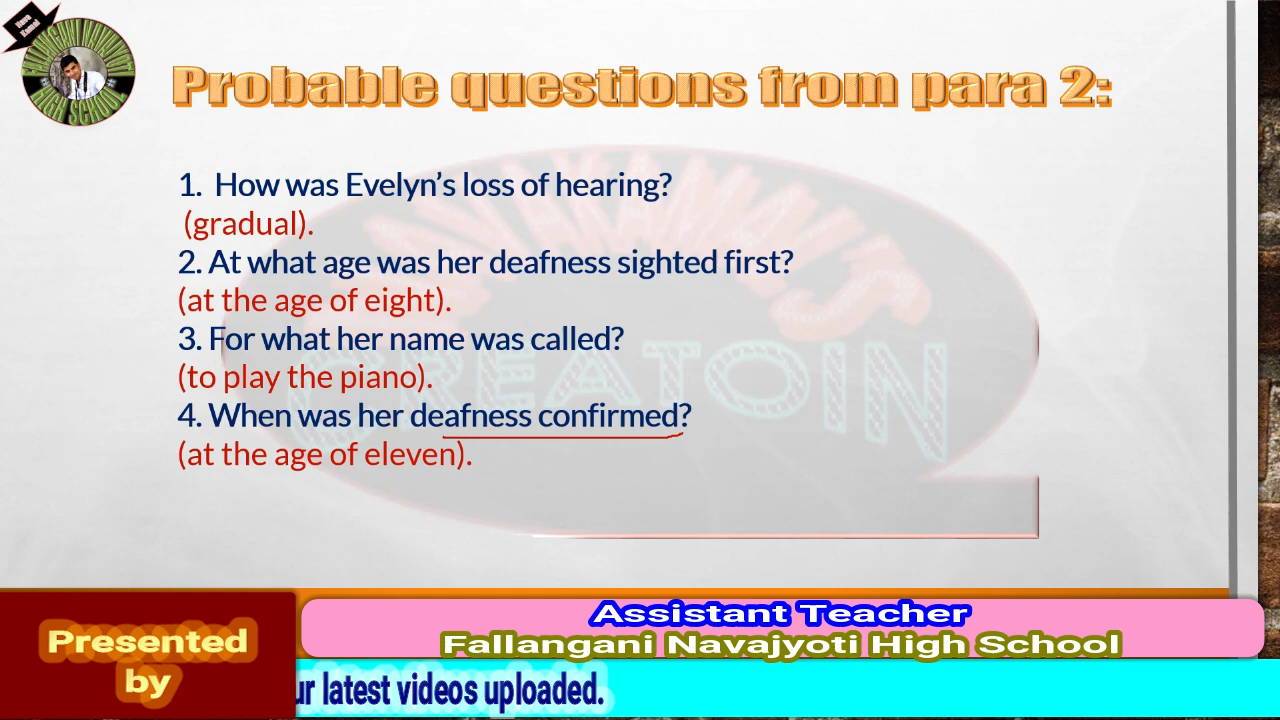 Probable questions from para 2:
1. How was Evelyn's loss of hearing?
(gradual).
2. At what age was her deafness sighted first?
(at the age of eight).
3. For what her name was called?
(to play the piano).
4. When was her deafness confirmed?
(at the age of eleven).
CREATOIN
Presented
by
Assistant Teacher
Fallangani Navajyoti High School
ur latest videos uploaded.